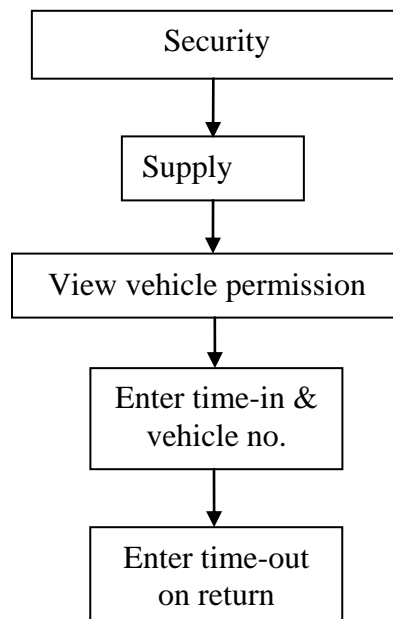 Security
Supply
View vehicle permission
Enter time-in &
vehicle no.
Enter time-out
on return